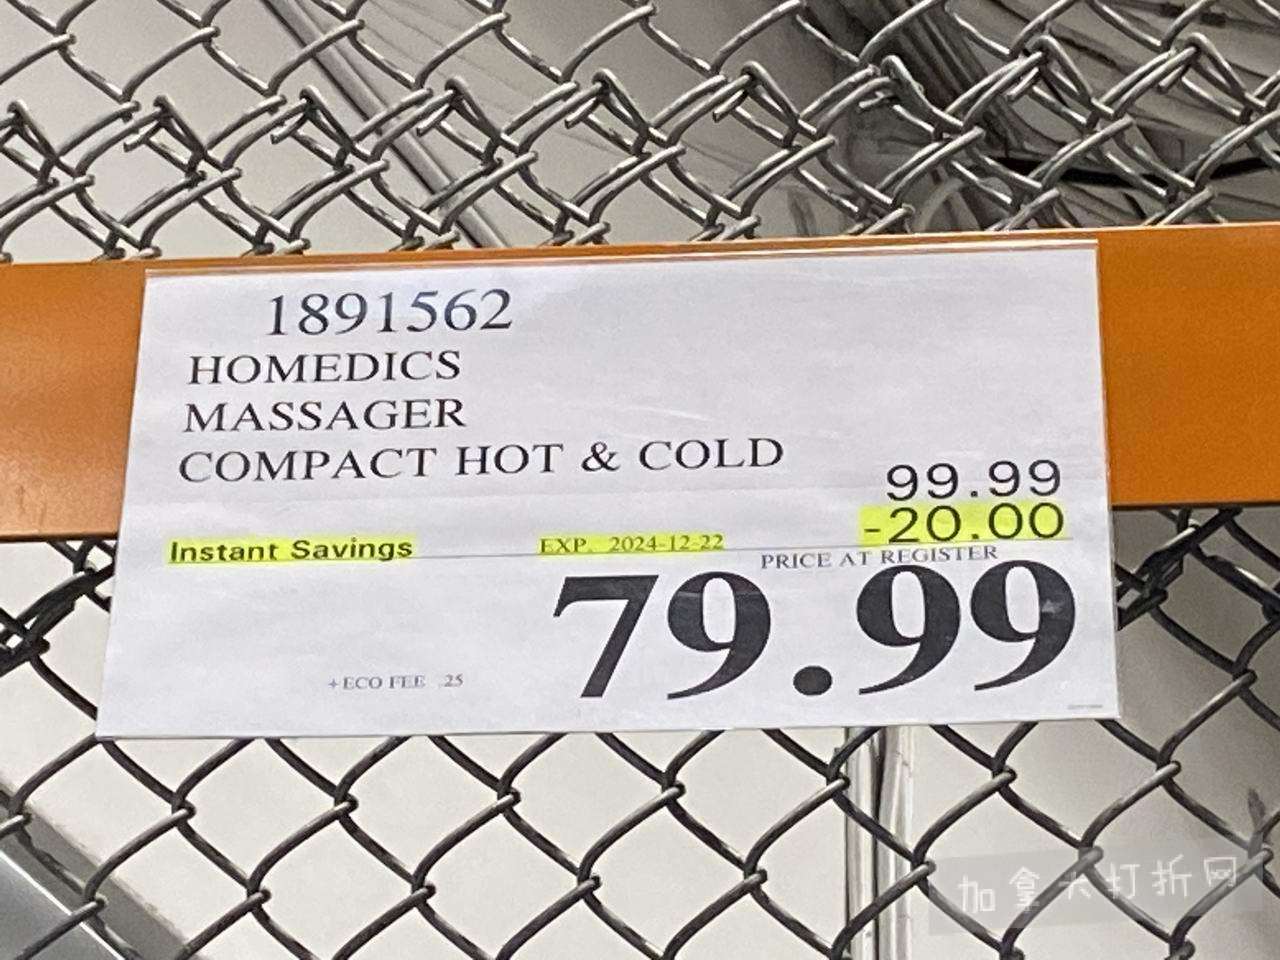 1891562
HOMEDICS
MASSAGER
COMPACT HOT & COLD
99.99
-20.00
Instant Savings EXP. 2024-12-22
PRICE AT REGISTER
79.99
+ECO FEE .25
加拿大打折网